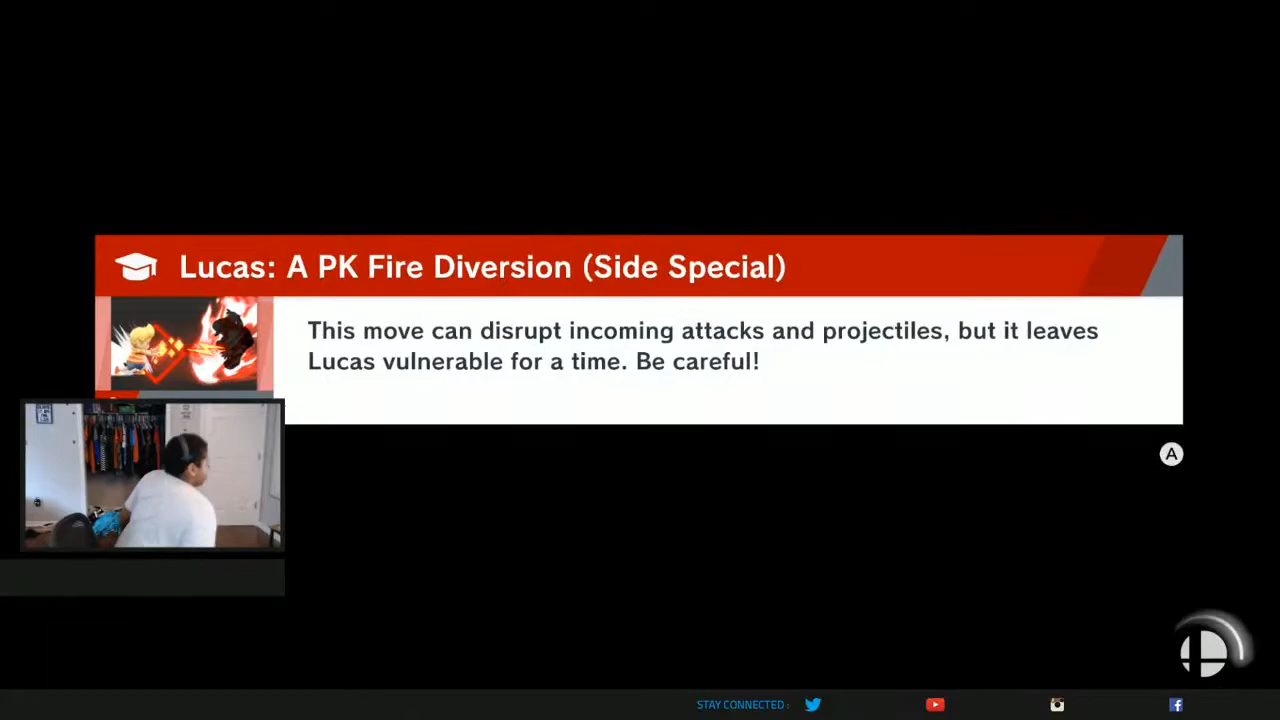 Lucas: A PK Fire Diversion (Side Special)
This move can disrupt incoming attacks and projectiles, but it leaves
Lucas vulnerable for a time. Be careful!
A
STAY CONNECTED :